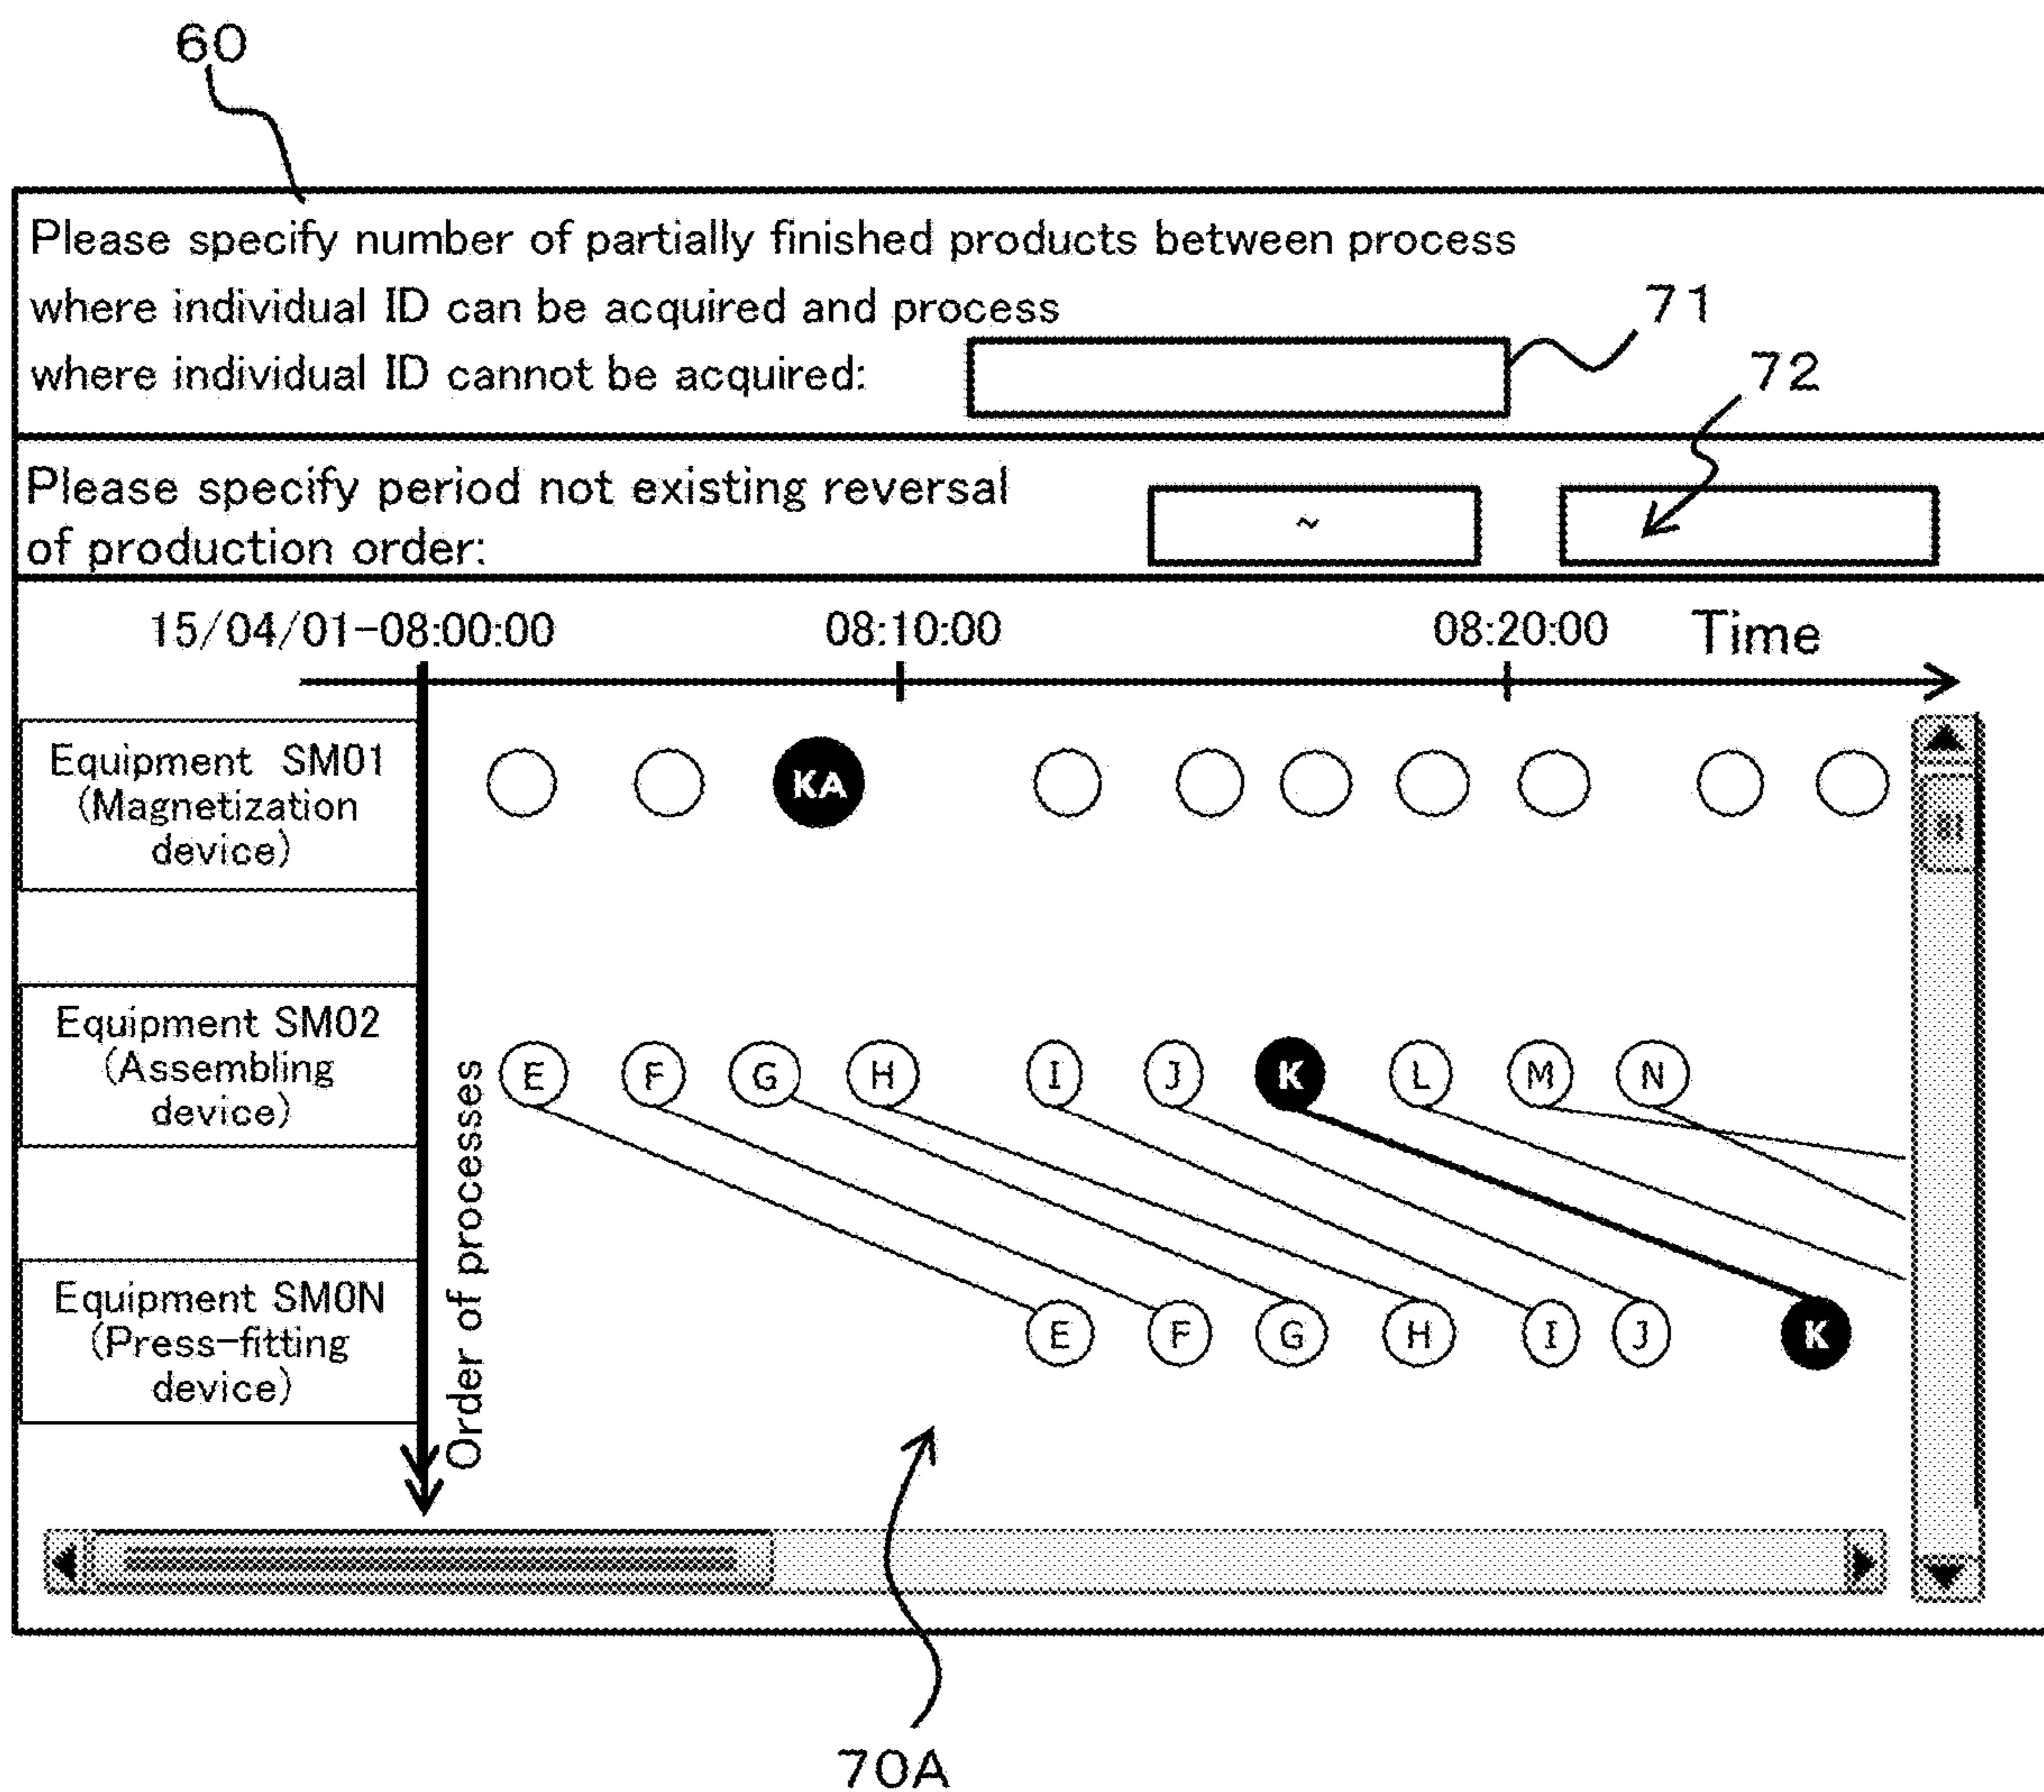 60
Please specify number of partially finished products between process
where individual ID can be acquired and process
where individual ID cannot be acquired:
71
72
Please specify period not existing reversal
of production order:
~
15/04/01-08:00:00 08:10:00 08:20:00 Time
Equipment SM01
(Magnetization
device)
KA
Equipment SM02
(Assembling
device)
E F G H I J K L M N
Order of processes
Equipment SM0N
(Press-fitting
device)
E F G H I J K
70A